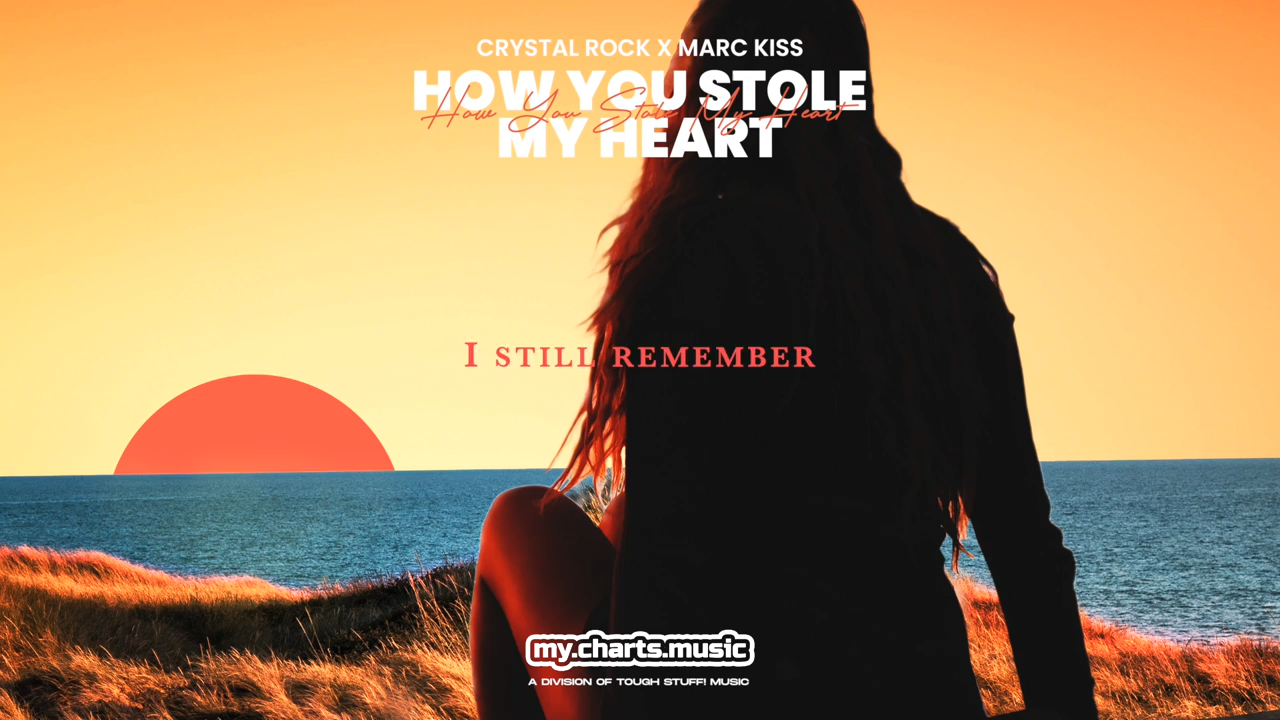 CRYSTAL ROCK X MARC KISS
HOW YOU STOLE
How You Stole My Heart
MY HEART
I STILL REMEMBER
my.charts.music
A DIVISION OF TOUGH STUFF! MUSIC